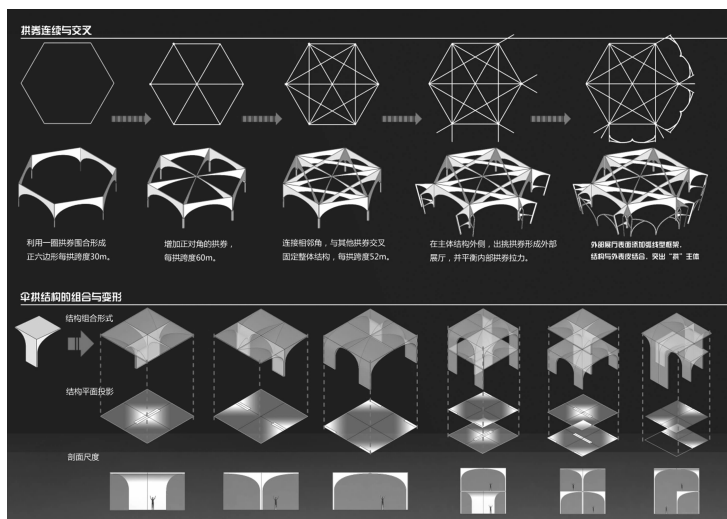 拱券连续与交叉
利用一圈拱券围合形成
正六边形每拱跨度30m。
增加正对角的拱券，
每拱跨度60m。
连接相邻角，与其他拱券交叉
固定整体结构，每拱跨度52m。
在主体结构外侧，出挑拱券形成外部
展厅，并平衡内部拱券拉力。
外部展厅表面添加弧线型框架，
结构与外表皮结合，突出“拱”主体
伞拱结构的组合与变形
结构组合形式
结构平面投影
剖面尺度